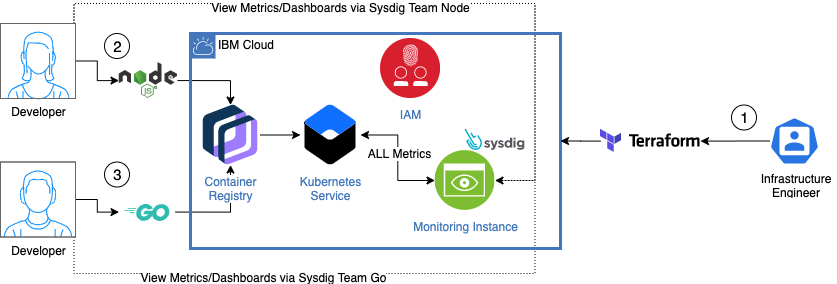 View Metrics/Dashboards via Sysdig Team Node
IBM Cloud
2
node
JS
Developer
IAM
sysdig
1
Terraform
ALL Metrics
3
Container
Registry
Kubernetes
Service
Infrastructure
Engineer
GO
Monitoring Instance
Developer
View Metrics/Dashboards via Sysdig Team Go